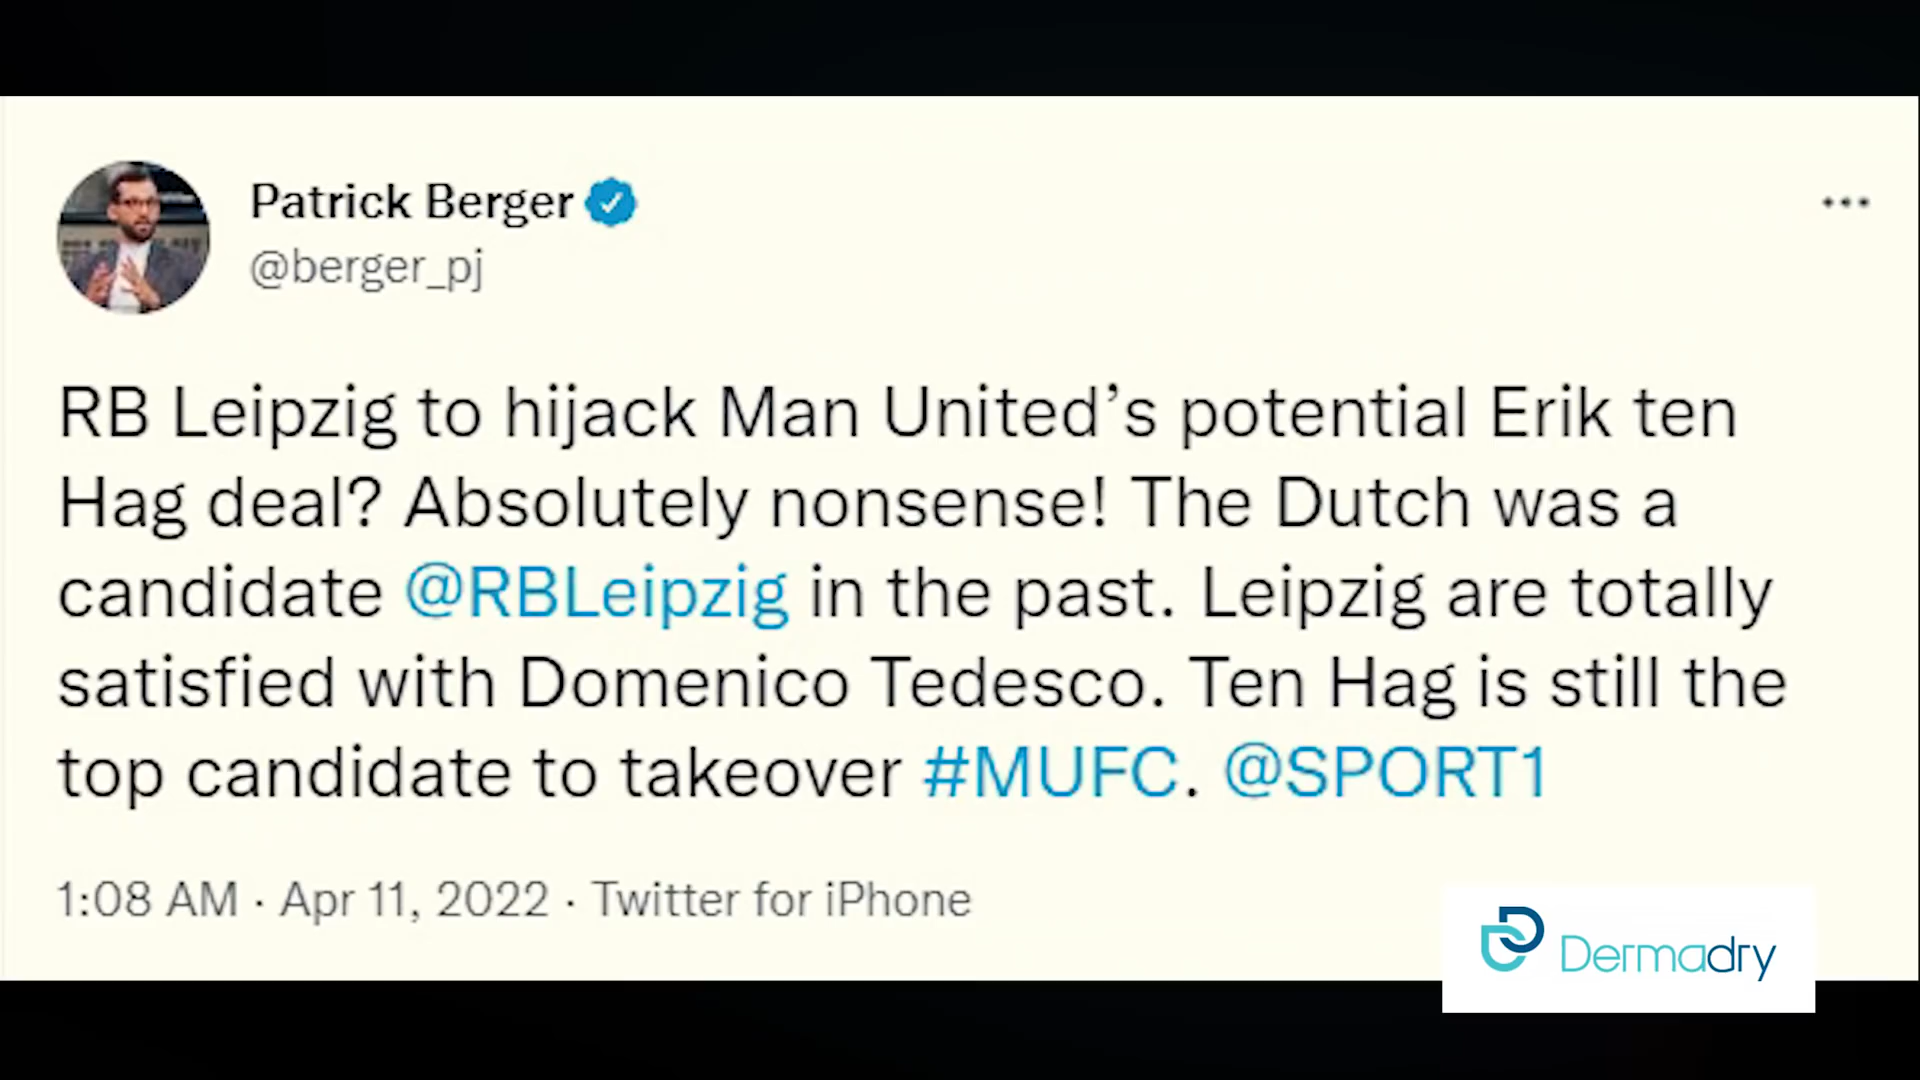 Patrick Berger
@berger_pj
RB Leipzig to hijack Man United’s potential Erik ten
Hag deal? Absolutely nonsense! The Dutch was a
candidate @RBLeipzig in the past. Leipzig are totally
satisfied with Domenico Tedesco. Ten Hag is still the
top candidate to takeover #MUFC. @SPORT1
1:08 AM · Apr 11, 2022 · Twitter for iPhone
Dermadry